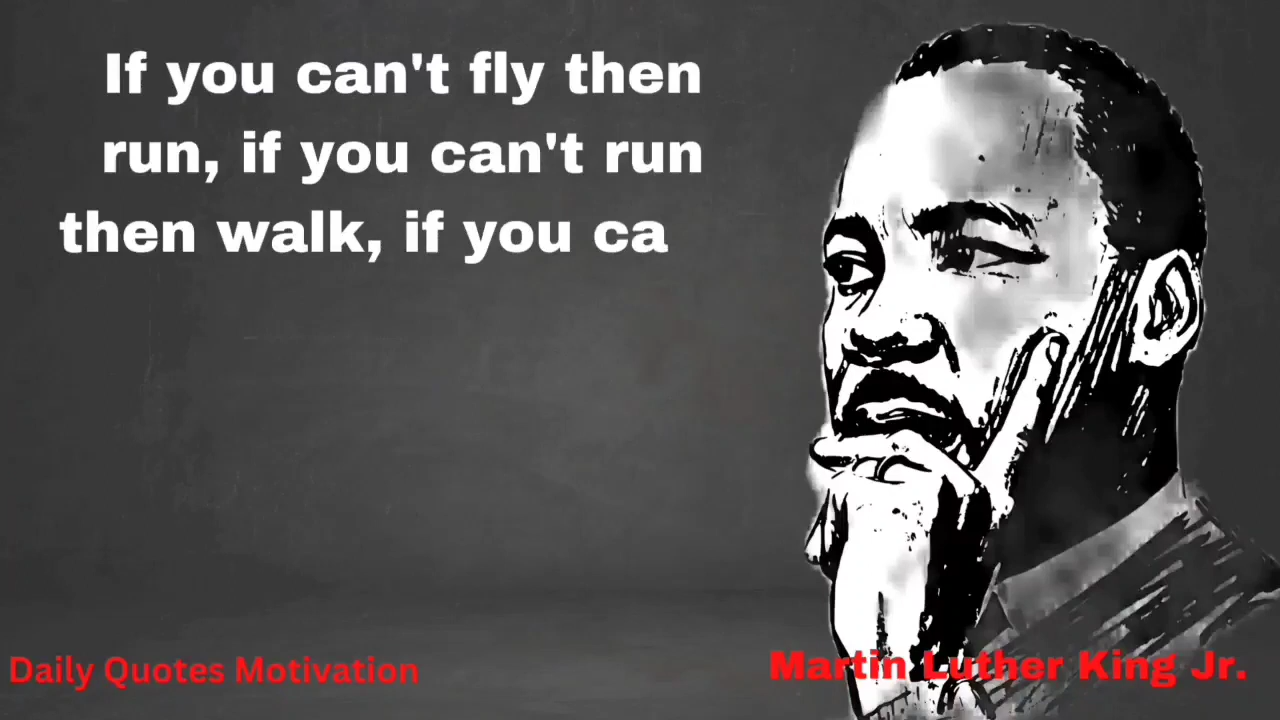 If you can't fly then
run, if you can't run
then walk, if you ca
Daily Quotes Motivation
Martin Luther King Jr.